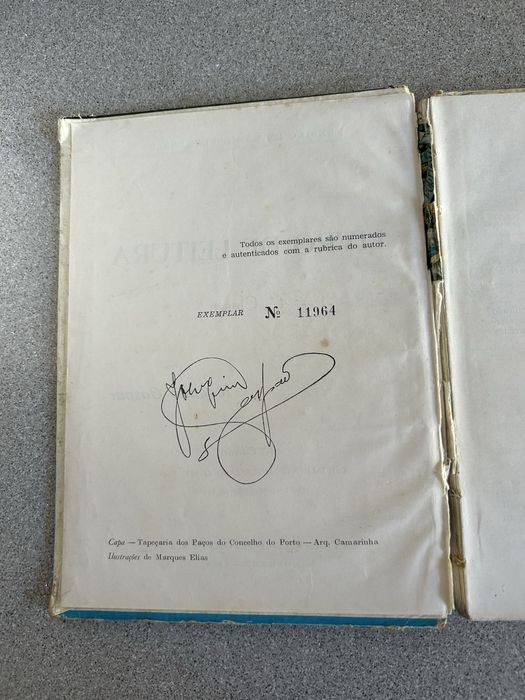 Todos os exemplares são numerados
e autenticados com a rubrica do autor.
EXEMPLAR Nº 11964
Joaquim
Capa — Tapeçaria dos Paços do Concelho do Porto — Arq. Camarinha
Ilustrações de Marques Elias